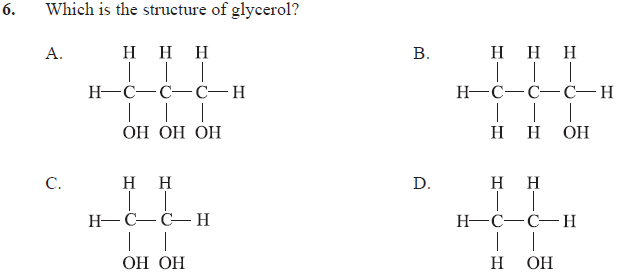 6. Which is the structure of glycerol?
A. H H H
H C C C H
OH OH OH
B. H H H
H C C C H
H H OH
C. H H
H C C H
OH OH
D. H H
H C C H
H OH